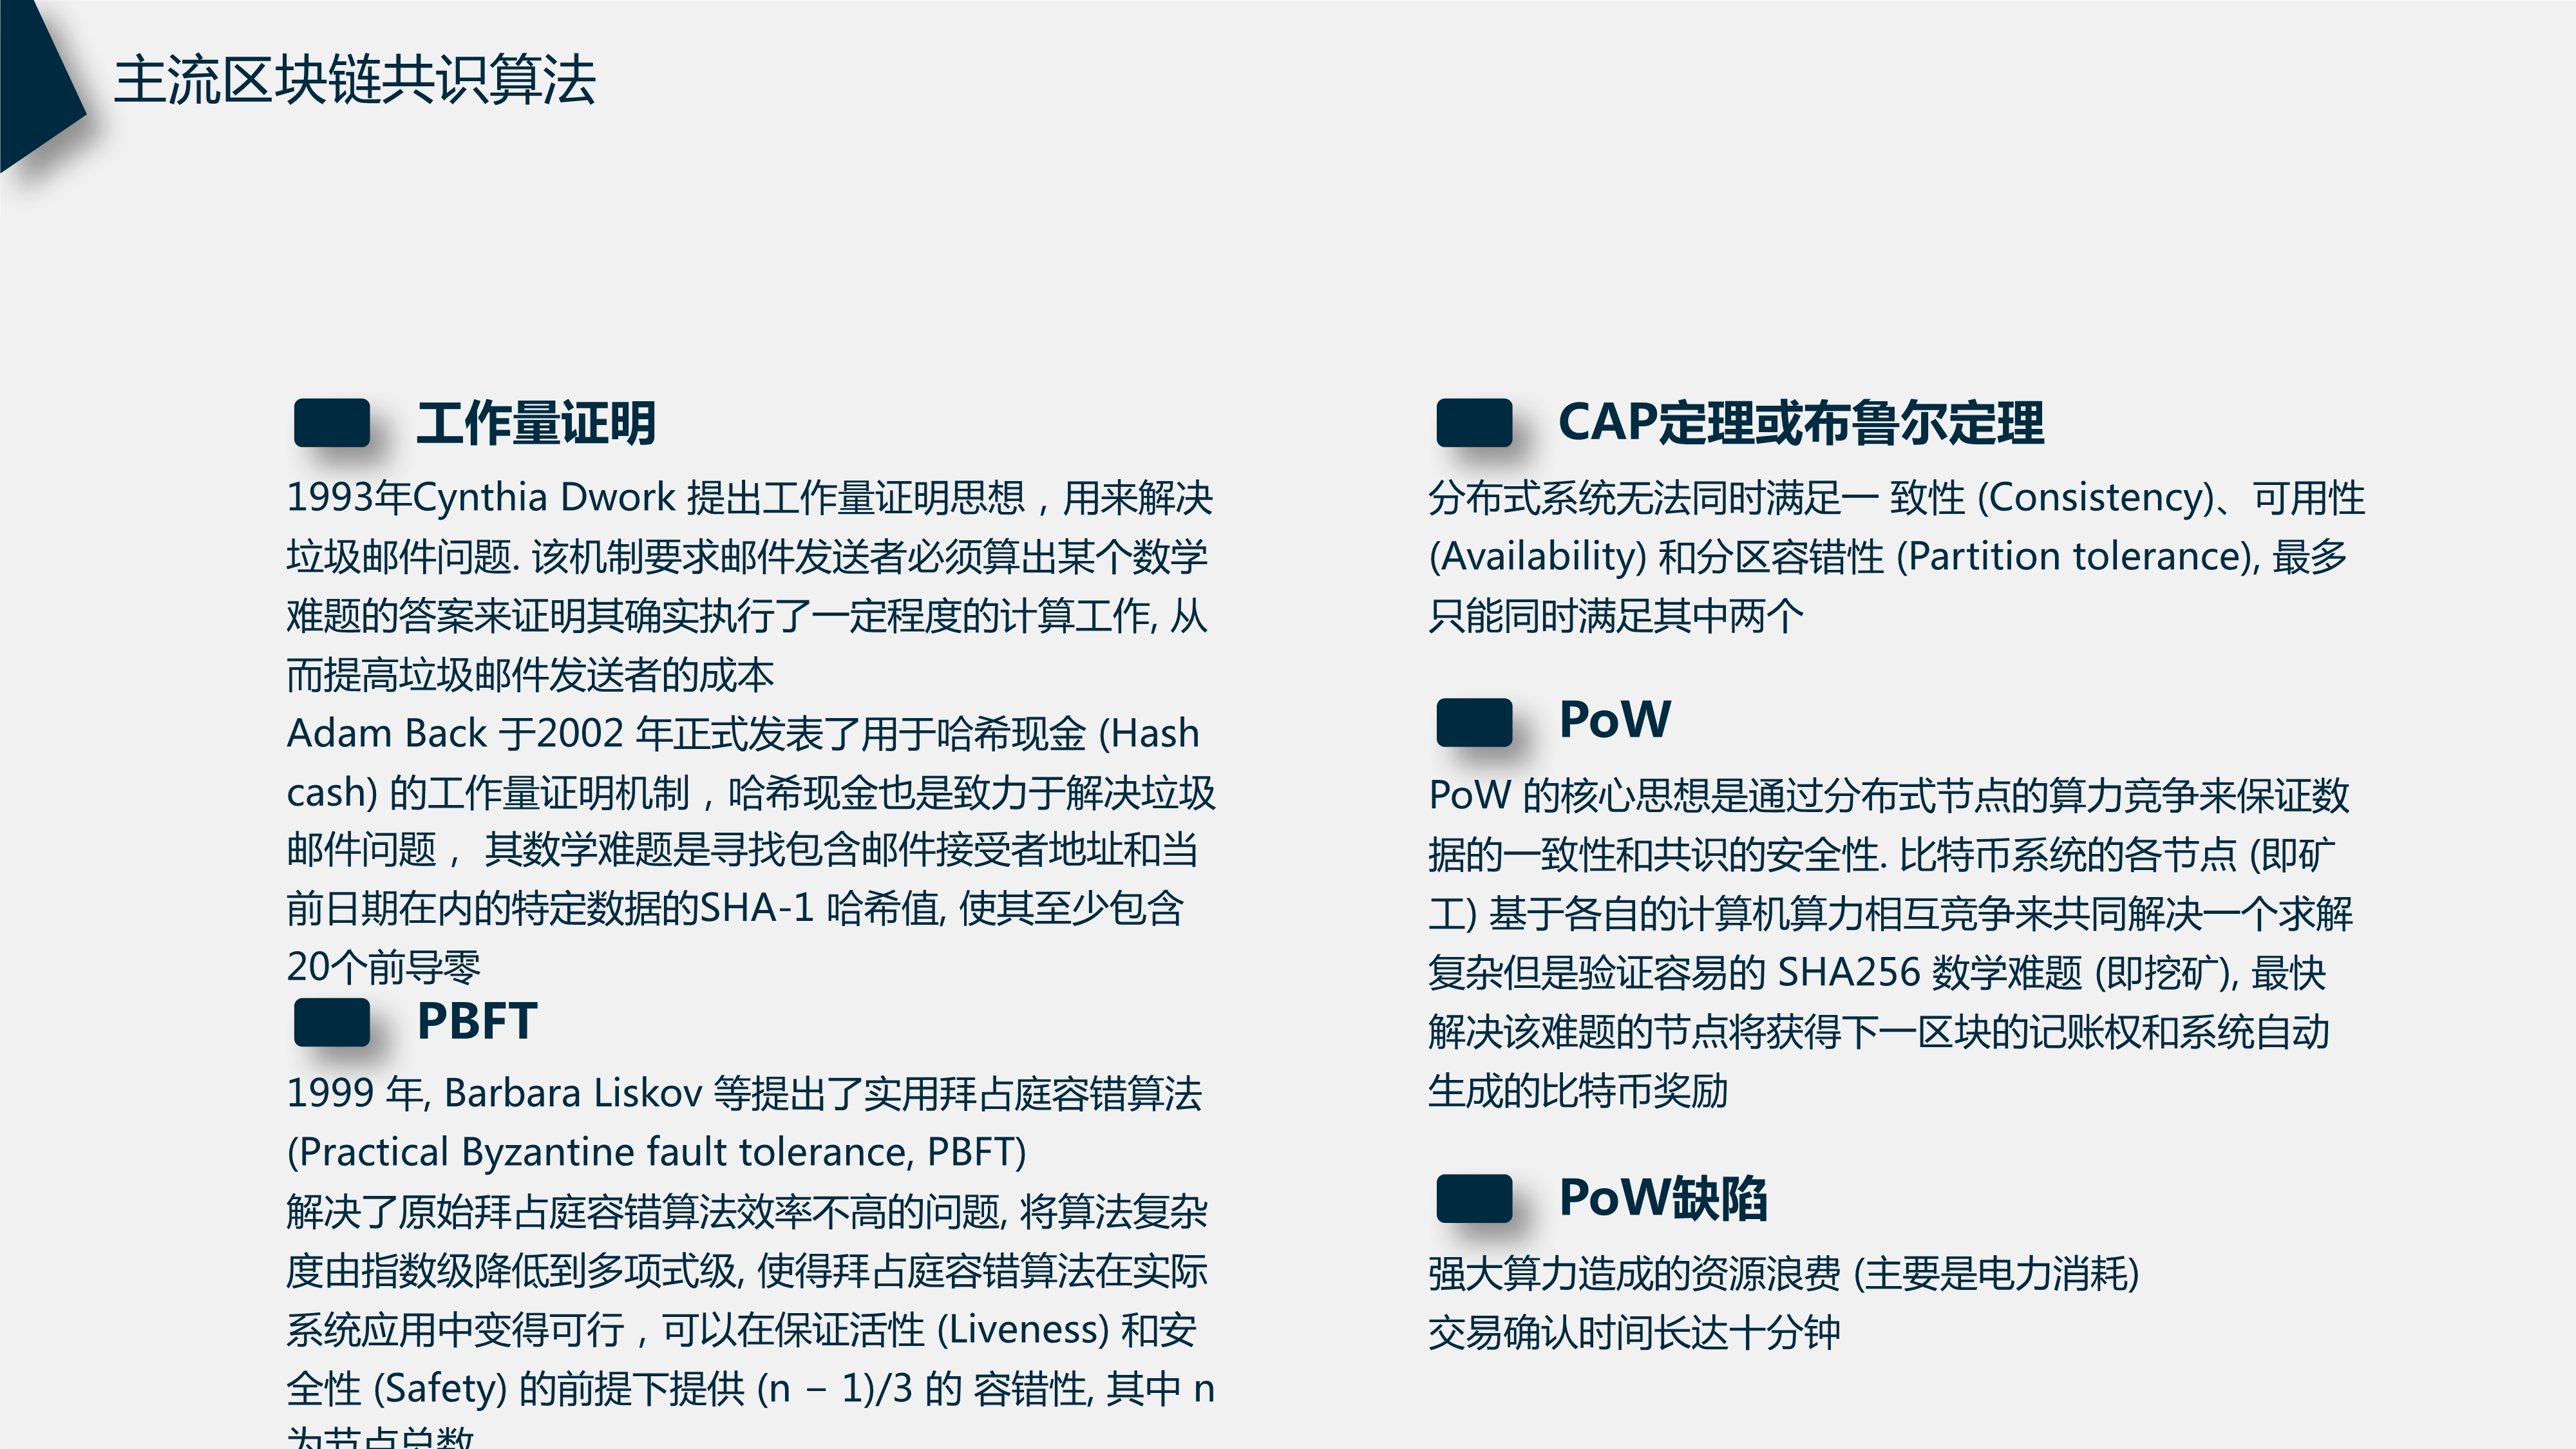 主流区块链共识算法
工作量证明
1993年Cynthia Dwork 提出工作量证明思想，用来解决
垃圾邮件问题. 该机制要求邮件发送者必须算出某个数学
难题的答案来证明其确实执行了一定程度的计算工作, 从
而提高垃圾邮件发送者的成本
Adam Back 于2002 年正式发表了用于哈希现金 (Hash
cash) 的工作量证明机制，哈希现金也是致力于解决垃圾
邮件问题， 其数学难题是寻找包含邮件接受者地址和当
前日期在内的特定数据的SHA-1 哈希值, 使其至少包含
20个前导零
PBFT
1999 年, Barbara Liskov 等提出了实用拜占庭容错算法
(Practical Byzantine fault tolerance, PBFT)
解决了原始拜占庭容错算法效率不高的问题, 将算法复杂
度由指数级降低到多项式级, 使得拜占庭容错算法在实际
系统应用中变得可行，可以在保证活性 (Liveness) 和安
全性 (Safety) 的前提下提供 (n − 1)/3 的 容错性, 其中 n
为节点总数
CAP定理或布鲁尔定理
分布式系统无法同时满足一 致性 (Consistency)、可用性
(Availability) 和分区容错性 (Partition tolerance), 最多
只能同时满足其中两个
PoW
PoW 的核心思想是通过分布式节点的算力竞争来保证数
据的一致性和共识的安全性. 比特币系统的各节点 (即矿
工) 基于各自的计算机算力相互竞争来共同解决一个求解
复杂但是验证容易的 SHA256 数学难题 (即挖矿), 最快
解决该难题的节点将获得下一区块的记账权和系统自动
生成的比特币奖励
PoW缺陷
强大算力造成的资源浪费 (主要是电力消耗)
交易确认时间长达十分钟